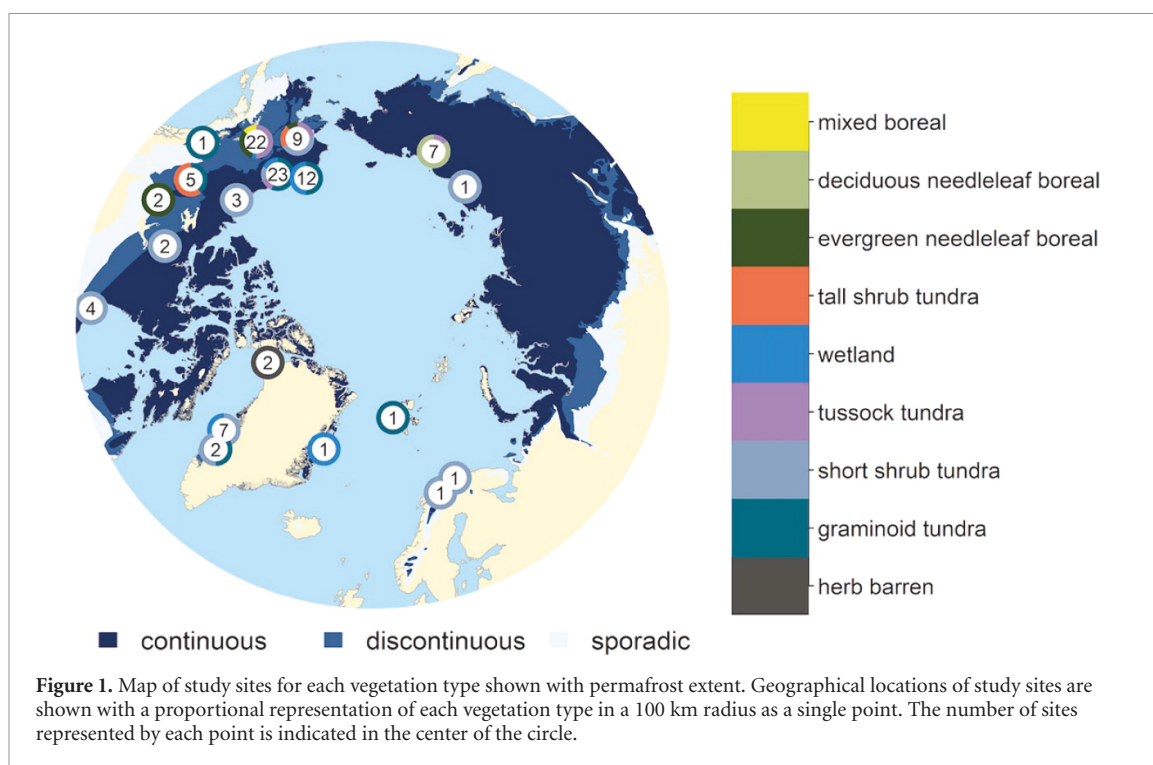 1
22
9
7
5
23
12
1
2
3
2
4
2
1
7
2
1
1
1
mixed boreal
deciduous needleleaf boreal
evergreen needleleaf boreal
tall shrub tundra
wetland
tussock tundra
short shrub tundra
graminoid tundra
herb barren
continuous discontinuous sporadic
Figure 1. Map of study sites for each vegetation type shown with permafrost extent. Geographical locations of study sites are
shown with a proportional representation of each vegetation type in a 100 km radius as a single point. The number of sites
represented by each point is indicated in the center of the circle.